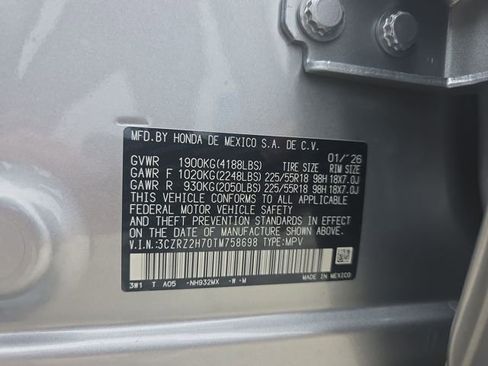 MFD.BY HONDA DE MEXICO S.A. DE C.V.
01/'26
GVWR 1900KG(4188LBS) TIRE SIZE RIM SIZE
GAWR F 1020KG(2248LBS) 225/55R18 98H 18X7.0J
GAWR R 930KG(2050LBS) 225/55R18 98H 18X7.0J
THIS VEHICLE CONFORMS TO ALL APPLICABLE
FEDERAL MOTOR VEHICLE SAFETY
AND THEFT PREVENTION STANDARDS IN EFFECT
ON THE DATE OF MANUFACTURE SHOWN ABOVE.
V.I.N.:3CZRZ2H70TM758698 TYPE:MPV
3W1 T A05 -NH932MX -W -M MADE IN MEXICO